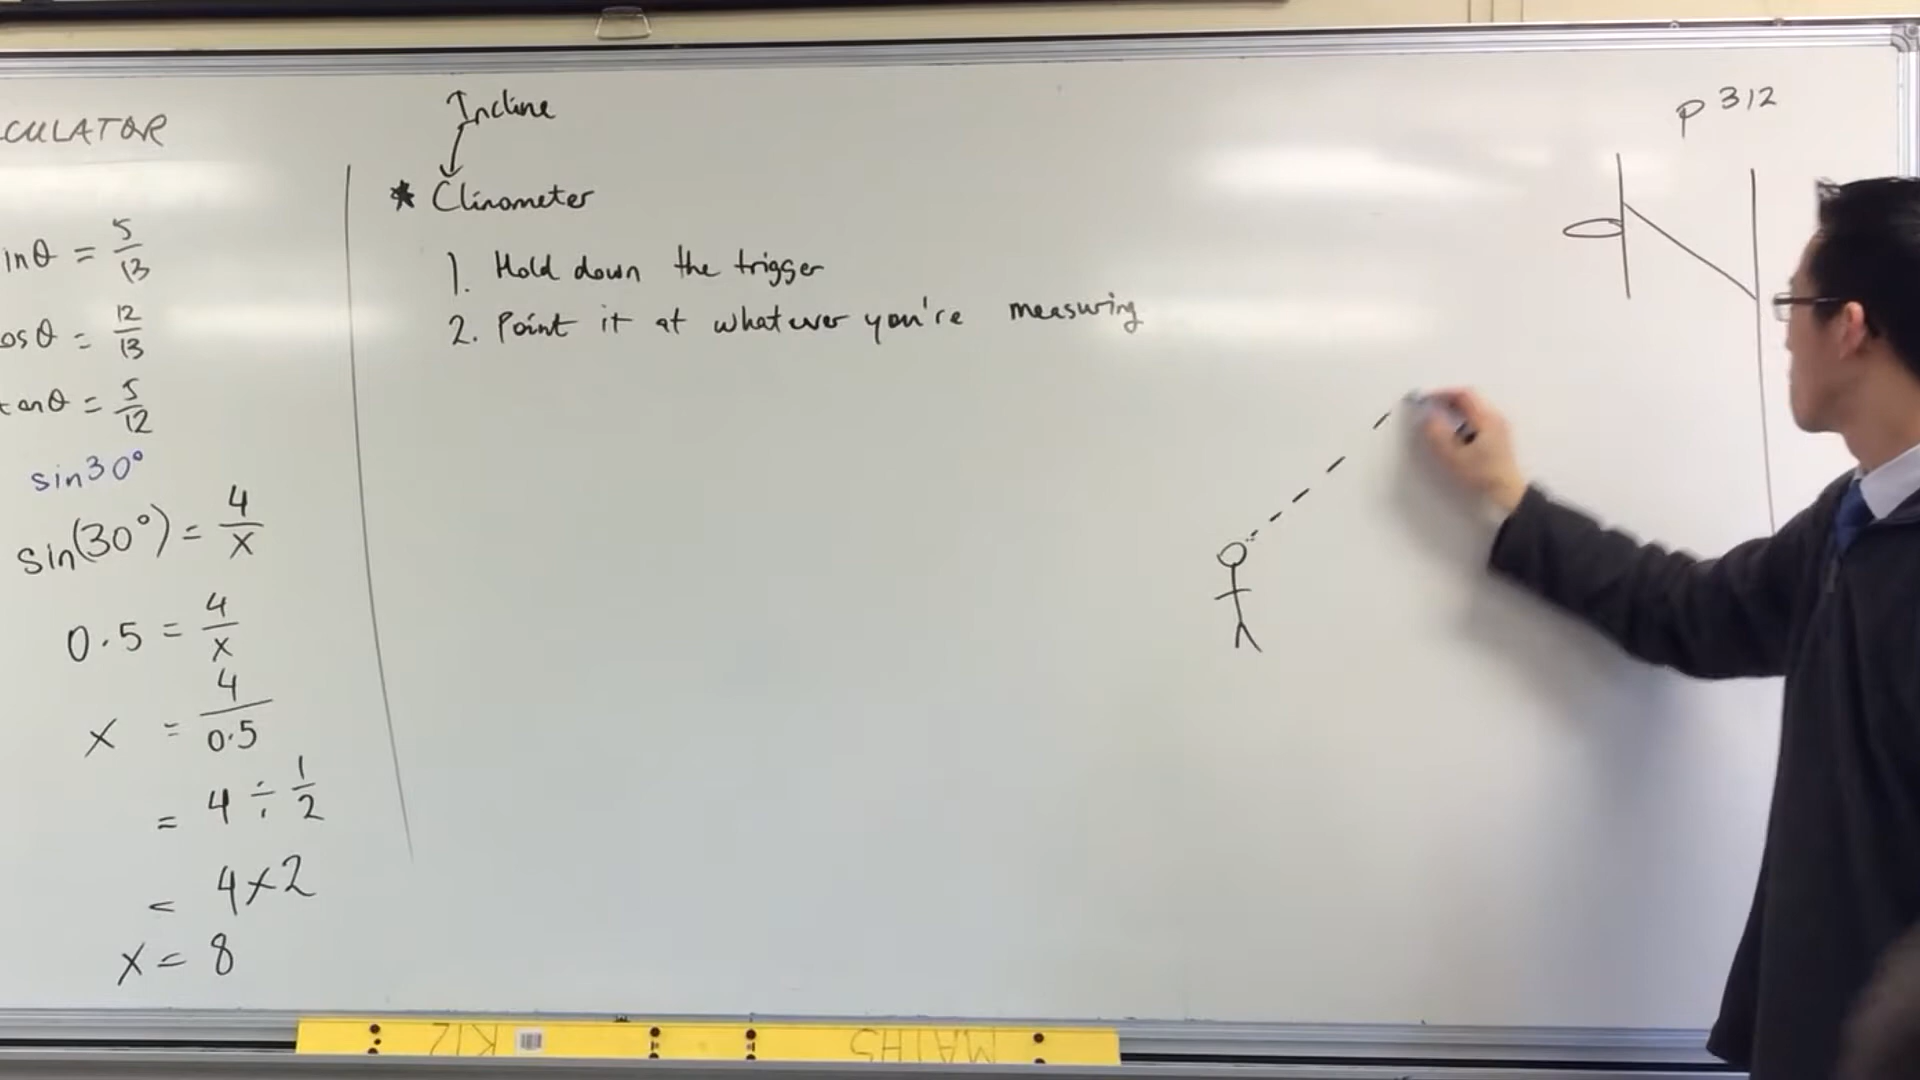 CULATOR
inθ = 5/13
osθ = 12/13
tanθ = 5/12
sin30°
sin(30°) = 4/x
0.5 = 4/x
x = 4/0.5
= 4 ÷ 1/2
= 4×2
x = 8
Incline
* Clinometer
1. Hold down the trigger
2. Point it at whatever you're measuring
p 312
K12
MATHS